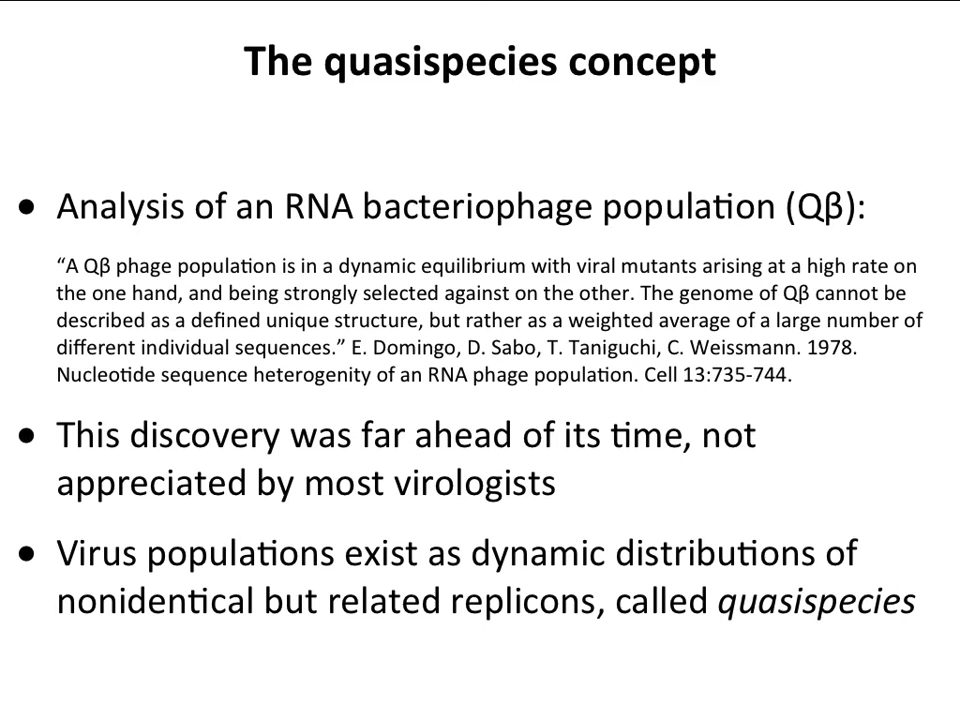 The quasispecies concept
• Analysis of an RNA bacteriophage population (Qβ):
“A Qβ phage population is in a dynamic equilibrium with viral mutants arising at a high rate on
the one hand, and being strongly selected against on the other. The genome of Qβ cannot be
described as a defined unique structure, but rather as a weighted average of a large number of
different individual sequences.” E. Domingo, D. Sabo, T. Taniguchi, C. Weissmann. 1978.
Nucleotide sequence heterogenity of an RNA phage population. Cell 13:735-744.
• This discovery was far ahead of its time, not
appreciated by most virologists
• Virus populations exist as dynamic distributions of
nonidentical but related replicons, called quasispecies